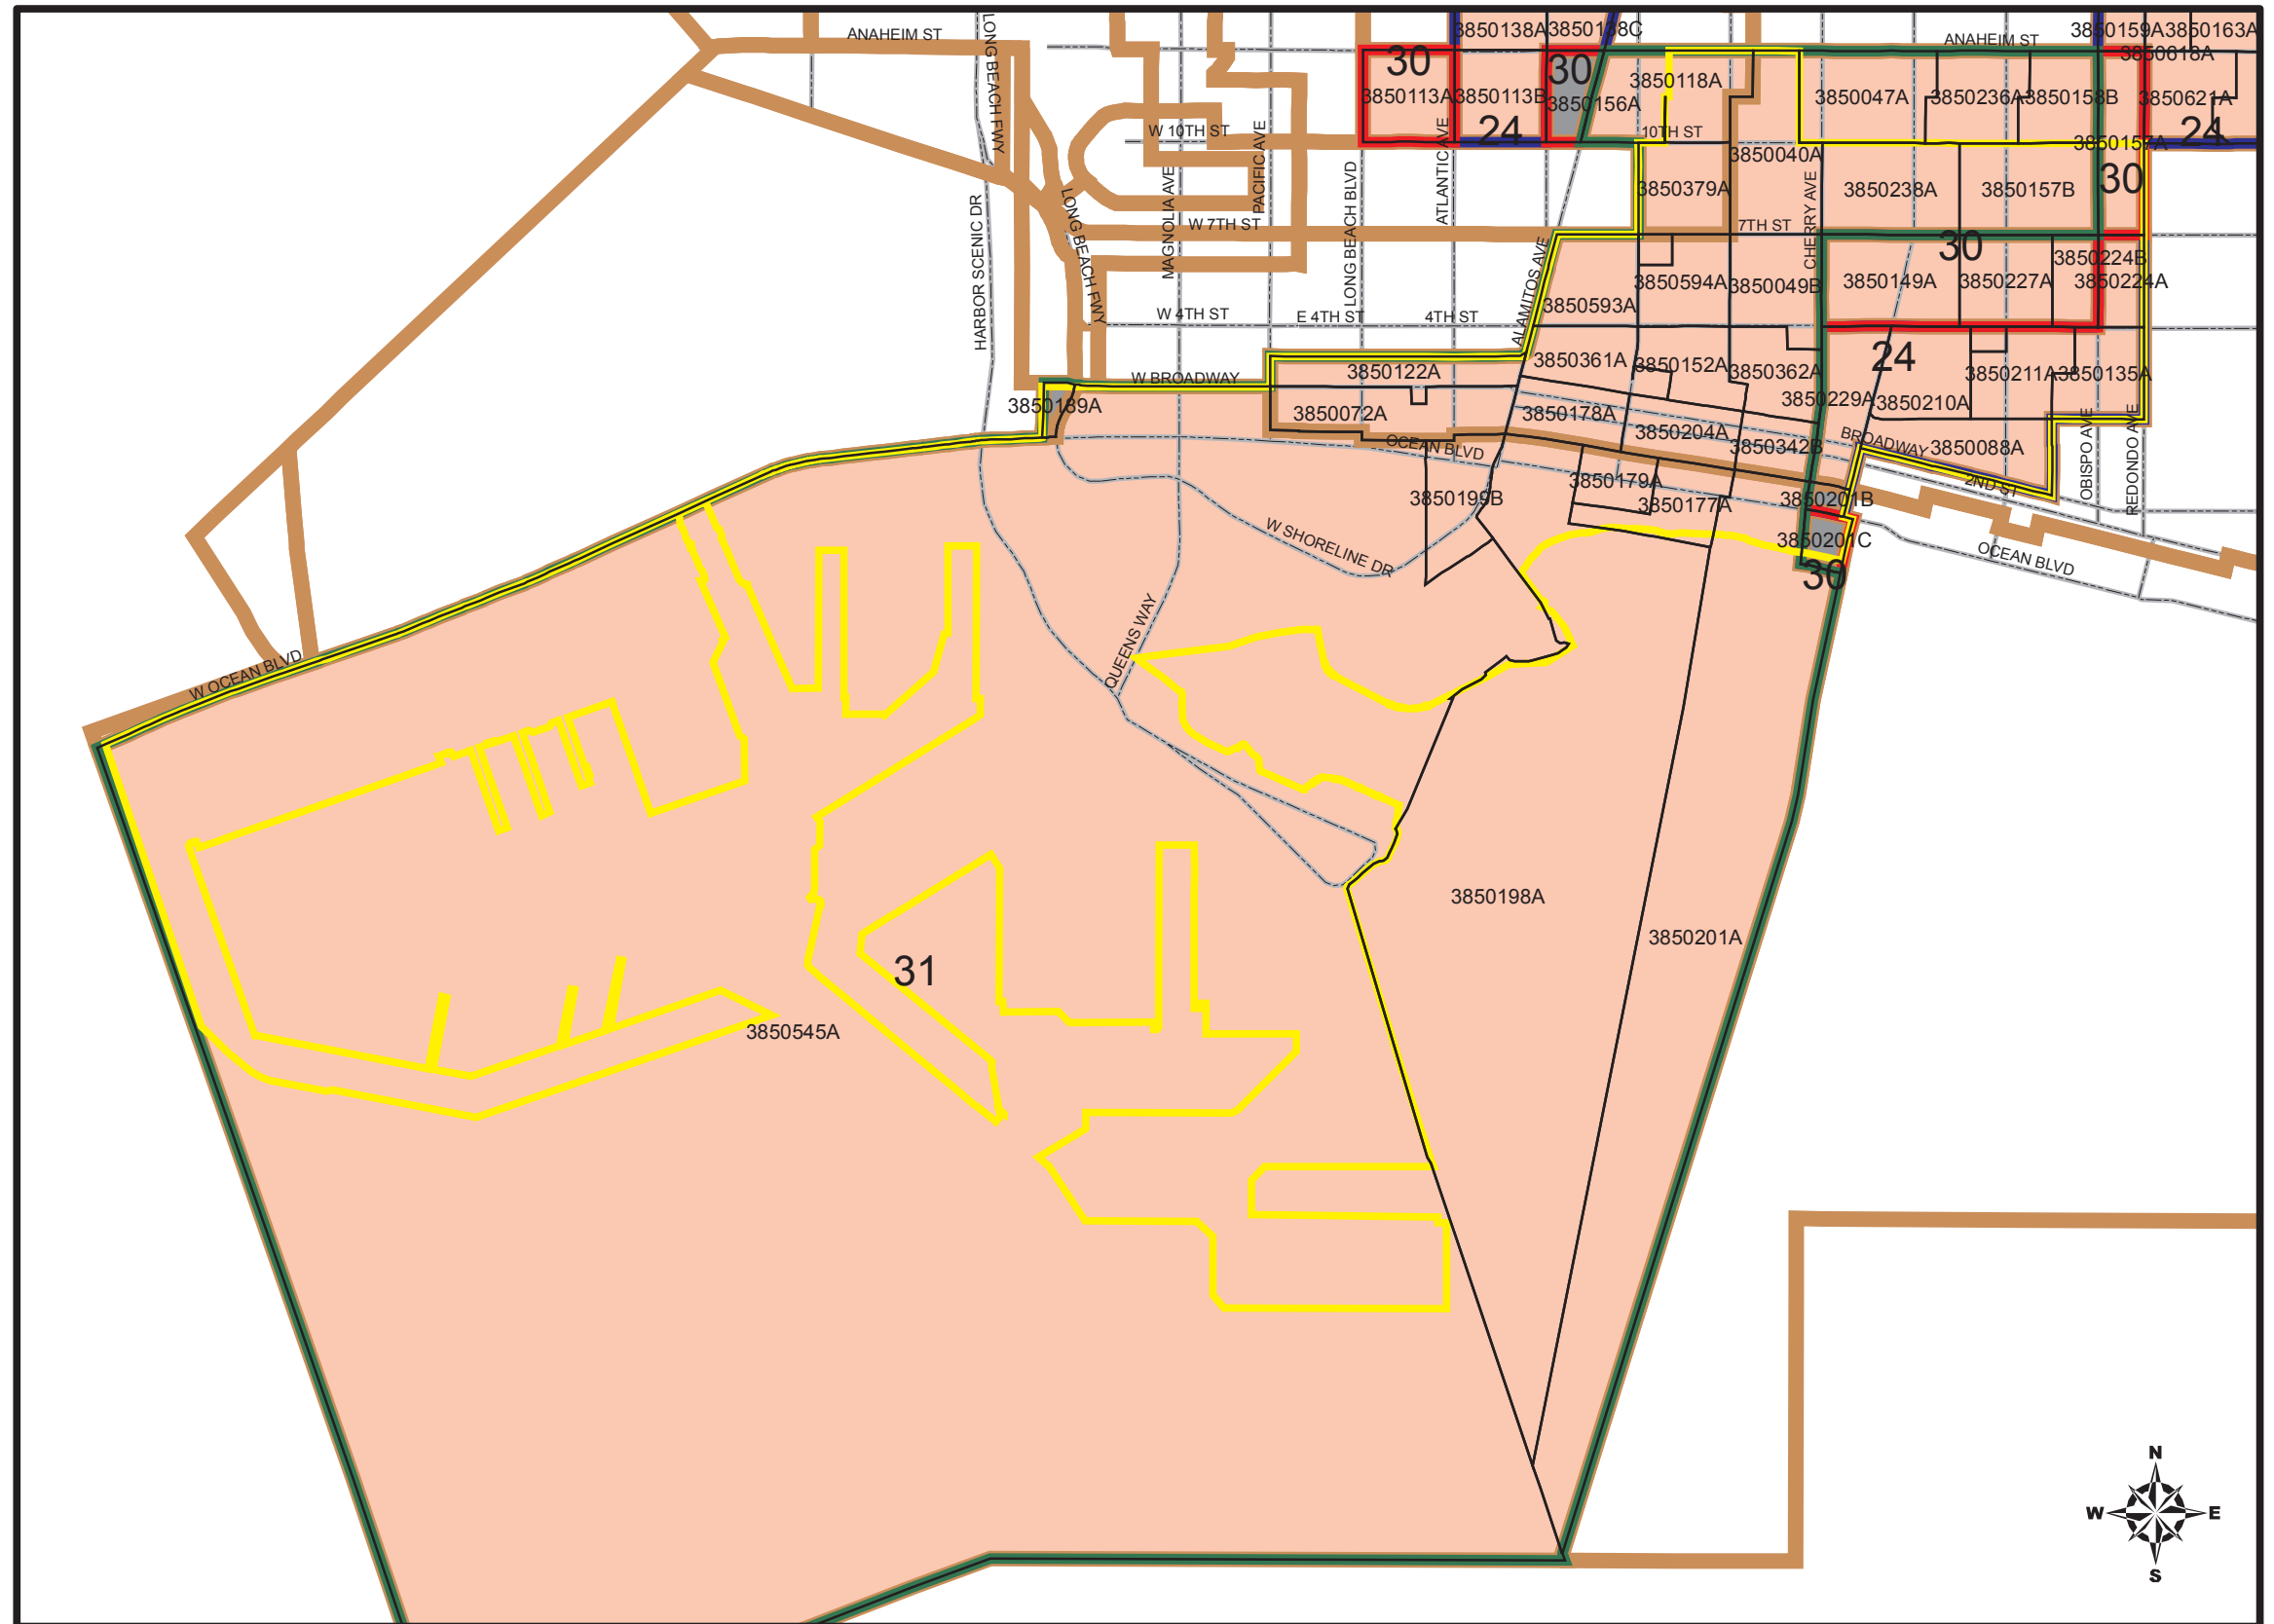 3850138A
3850138C
3850159A
3850163A
ANAHEIM ST
ANAHEIM ST
3850618A
30
30
LONG BEACH FWY
3850118A
3850113A
3850113B
3850156A
3850047A
3850236A
3850158B
3850621A
W 10TH ST
24
10TH ST
24
3850157A
PACIFIC AVE
ATLANTIC AVE
3850040A
30
MAGNOLIA AVE
LONG BEACH BLVD
3850379A
3850238A
3850157B
HARBOR SCENIC DR
LONG BEACH FWY
W 7TH ST
7TH ST
CHERRY AVE
30
ALAMITOS AVE
3850224B
3850594A
3850049B
3850149A
3850227A
3850224A
3850593A
W 4TH ST
E 4TH ST
4TH ST
24
3850361A
3850152A
3850362A
3850122A
W BROADWAY
3850211A
3850135A
3850189A
3850072A
3850178A
3850229A
3850210A
OBISPO AVE
REDONDO AVE
3850204A
3850342B
BROADWAY
3850088A
OCEAN BLVD
3850179A
2ND ST
3850199B
3850177A
3850201B
W SHORELINE DR
3850201C
OCEAN BLVD
30
QUEENS WAY
W OCEAN BLVD
3850198A
3850201A
31
3850545A
N
W
E
S